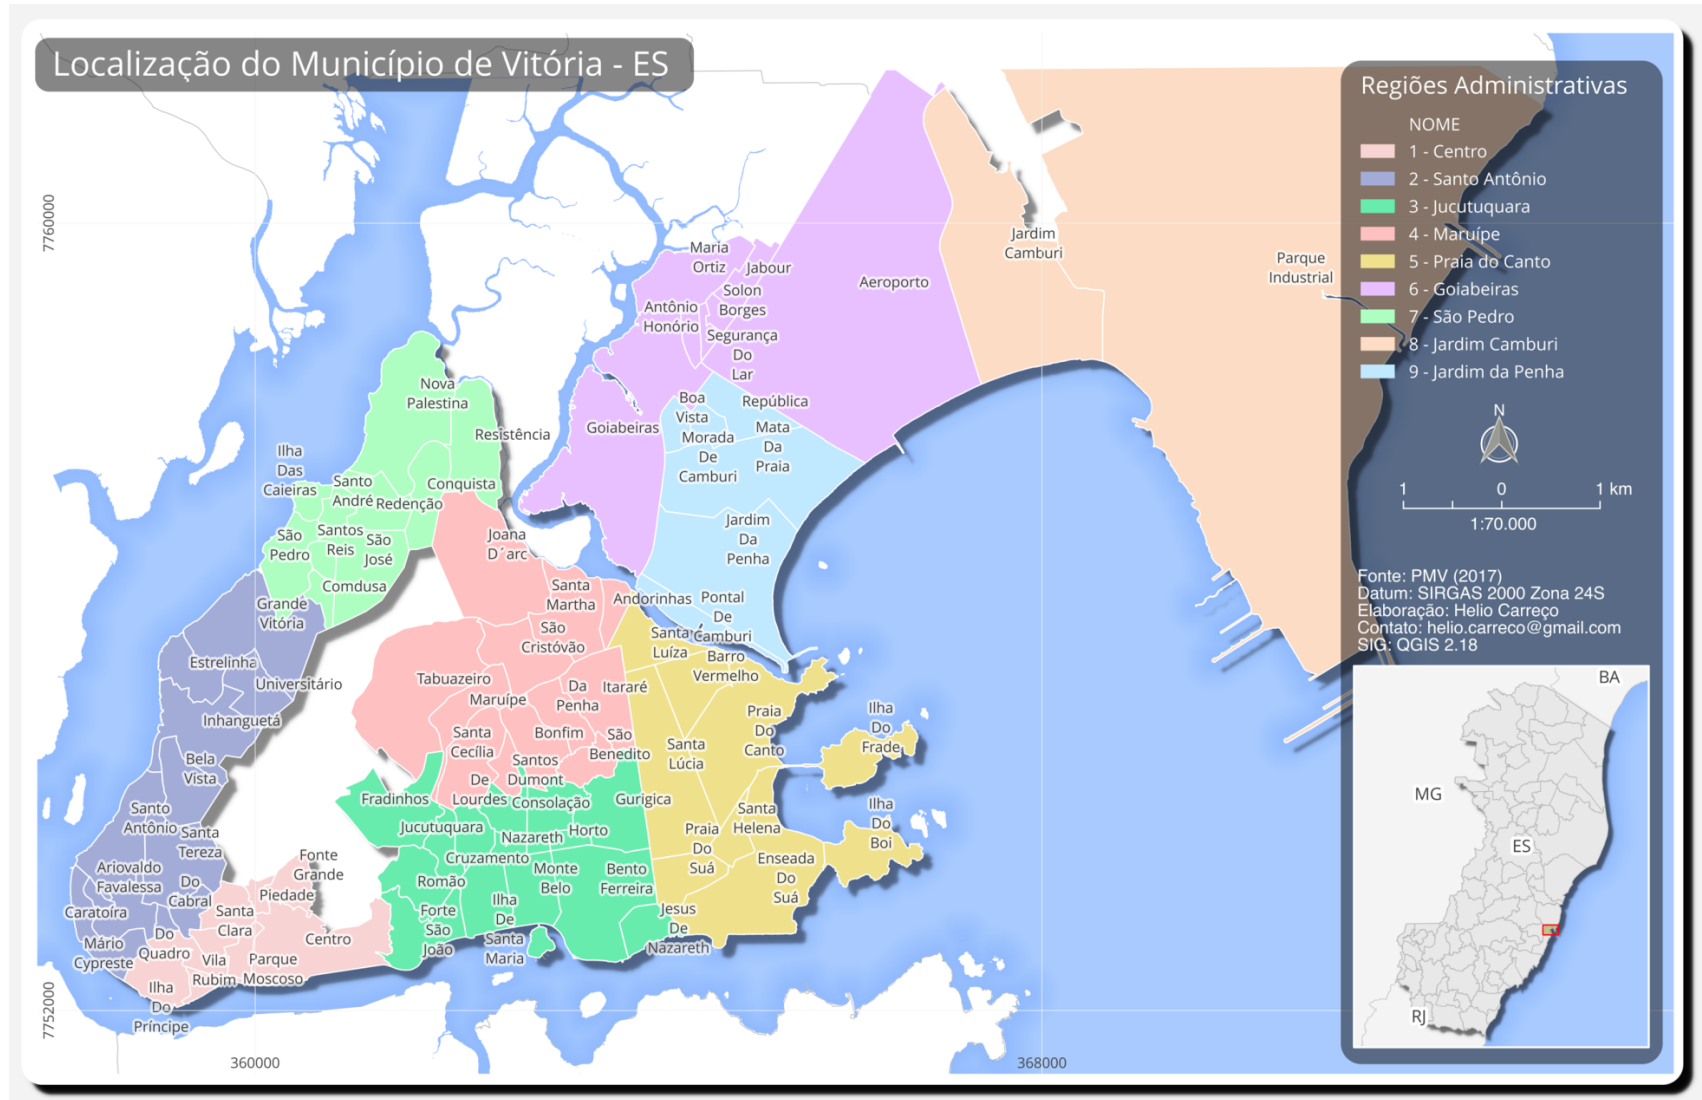 Localização do Município de Vitória - ES
Regiões Administrativas
NOME
1 - Centro
2 - Santo Antônio
3 - Jucutuquara
4 - Maruípe
5 - Praia do Canto
6 - Goiabeiras
7 - São Pedro
8 - Jardim Camburi
9 - Jardim da Penha
N
1 0 1 km
1:70.000
Fonte: PMV (2017)
Datum: SIRGAS 2000 Zona 24S
Elaboração: Helio Carreço
Contato: helio.carreco@gmail.com
SIG: QGIS 2.18
BA
MG
ES
RJ
7760000
7752000
360000
368000
Maria
Ortiz
Jabour
Solon
Borges
Antônio
Honório
Segurança
Do
Lar
Aeroporto
Jardim
Camburi
Parque
Industrial
Goiabeiras
Boa
Vista
República
Morada
De
Camburi
Mata
Da
Praia
Jardim
Da
Penha
Pontal
De
Camburi
Andorinhas
Nova
Palestina
Resistência
Ilha
Das
Caieiras
Santo
André
Redenção
Conquista
São
Pedro
Santos
Reis
São
José
Comdusa
Grande
Vitória
Joana
D´arc
Santa
Martha
São
Cristóvão
Tabuazeiro
Maruípe
Da
Penha
Itararé
Santa
Cecília
Bonfim
São
Benedito
Santos
Dumont
De
Lourdes
Consolação
Gurigica
Fradinhos
Jucutuquara
Nazareth
Horto
Cruzamento
Romão
Monte
Belo
Bento
Ferreira
Forte
São
João
Ilha
De
Santa
Maria
Jesus
De
Nazareth
Santa
Luíza
Barro
Vermelho
Praia
Do
Canto
Santa
Lúcia
Santa
Helena
Praia
Do
Suá
Enseada
Do
Suá
Ilha
Do
Frade
Ilha
Do
Boi
Estrelinha
Universitário
Inhanguetá
Bela
Vista
Santo
Antônio
Santa
Tereza
Ariovaldo
Favalessa
Do
Cabral
Caratoíra
Mário
Cypreste
Fonte
Grande
Piedade
Santa
Clara
Centro
Do
Quadro
Vila
Rubim
Parque
Moscoso
Ilha
Do
Príncipe